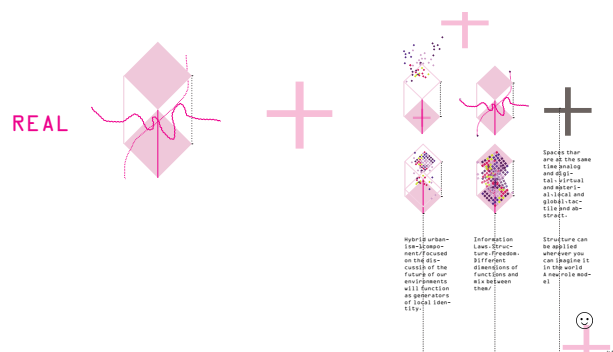 REAL
Spaces thar
are at the same
time analog
and digi-
tal, virtual
and materi-
al, local and
global, tac-
tile and ab-
stract.
Hybrid urban-
ism-(compo-
nent/focused
on the dis-
cussin of the
future of our
environments
will function
as generators
of local iden-
tity.
Information
Laws.Struc-
ture.Freedom.
Different
dimensions of
functions and
mix between
them/
Structure can
be applied
wherever you
can imagine it
in the world
A new role mod-
el